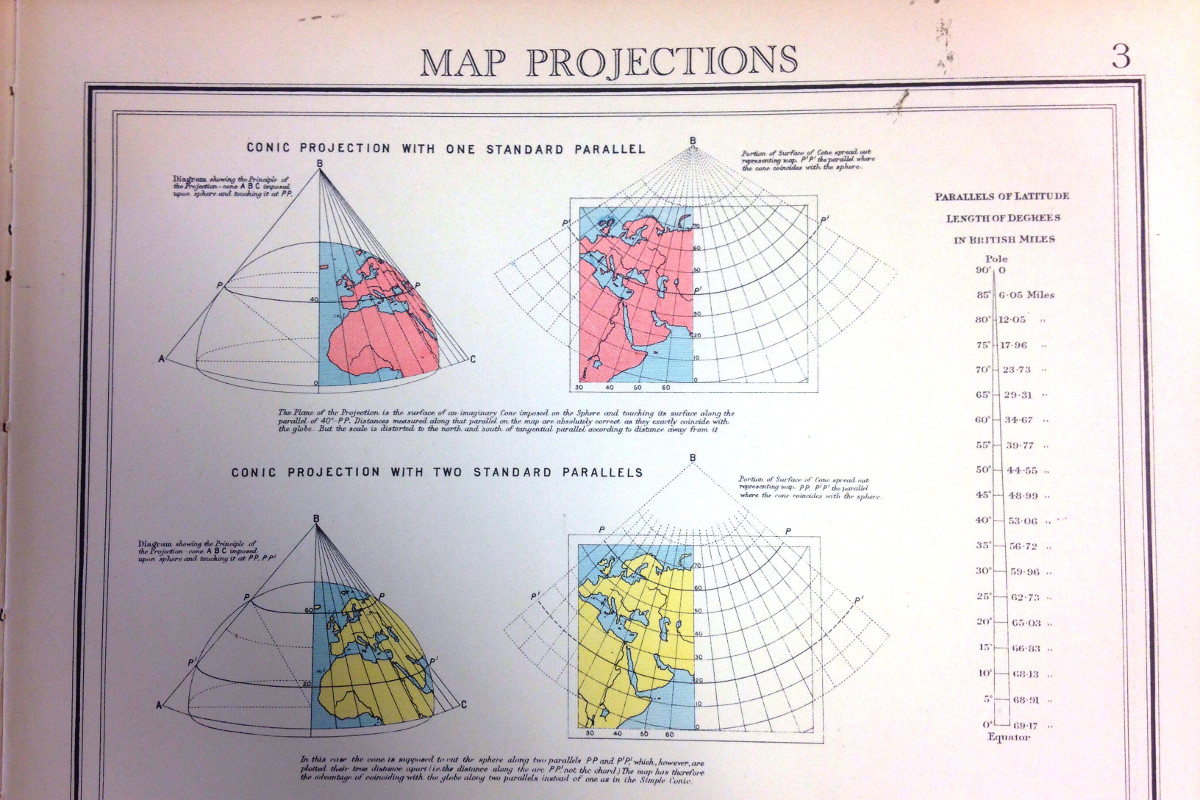 MAP PROJECTIONS
3
CONIC PROJECTION WITH ONE STANDARD PARALLEL
Diagram showing the Principle of
the Projection - cone A B C imposed
upon sphere and touching it at PP.
B
P
P
40
A
C
0
B
Portion of Surface of Cone spread out
representing map. P'P' the parallel where
the cone coincides with the sphere.
P'
P'
70
60
50
P'
30
20
10
0
30 40 50 60
The Plane of the Projection is the surface of an imaginary Cone imposed on the Sphere and touching its surface along the
parallel of 40°-PP. Distances measured along that parallel on the map are absolutely correct as they exactly coincide with
the globe. But the scale is distorted to the north and south of tangential parallel according to distance away from it
CONIC PROJECTION WITH TWO STANDARD PARALLELS
Diagram showing the Principle of
the Projection - cone A B C imposed
upon sphere and touching it at PP, PP'
B
P
P
60
P'
P'
20
A
C
0
B
Portion of Surface of Cone spread out
representing map. PP, P'P' the parallel
where the cone coincides with the sphere.
P
P
P'
P'
70
60
40
30
20
10
0
30 40 50 60
In this case the cone is supposed to cut the sphere along two parallels PP and P'P' which, however, are
plotted their true distance apart (i.e. the distance along the arc PP' not the chord.) The map has therefore
the advantage of coinciding with the globe along two parallels instead of one as in the Simple Conic.
PARALLELS OF LATITUDE
LENGTH OF DEGREES
IN BRITISH MILES
Pole
90° 0
85° 6·05 Miles
80° 12·05 „
75° 17·96 „
70° 23·73 „
65° 29·31 „
60° 34·67 „
55° 39·77 „
50° 44·55 „
45° 48·99 „
40° 53·06 „
35° 56·72 „
30° 59·96 „
25° 62·73 „
20° 65·03 „
15° 66·83 „
10° 68·13 „
5° 68·91 „
0° 69·17 „
Equator